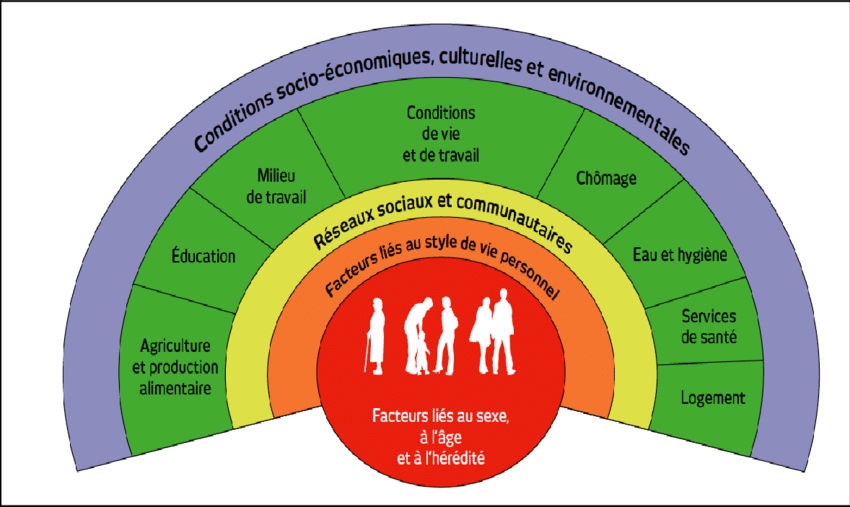 Conditions socio-économiques, culturelles et environnementales
Conditions
de vie
et de travail
Milieu
de travail
Chômage
Éducation
Eau et hygiène
Agriculture
et production
alimentaire
Services
de santé
Logement
Réseaux sociaux et communautaires
Facteurs liés au style de vie personnel
Facteurs liés au sexe,
à l'âge
et à l'hérédité